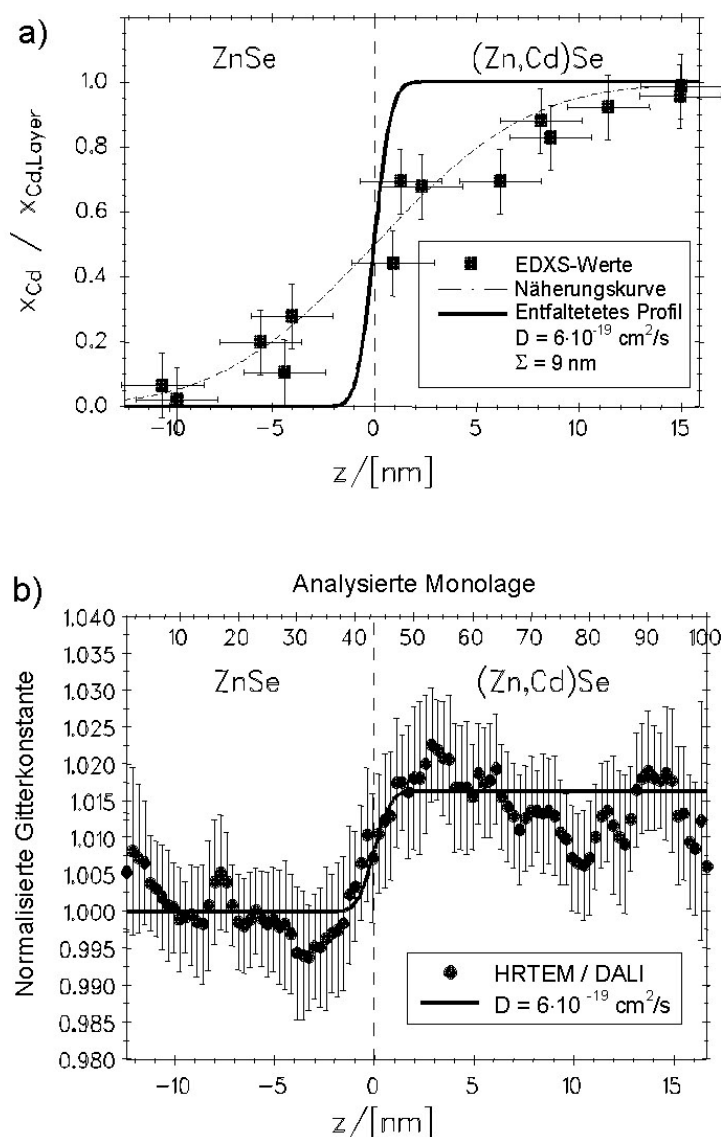 a)
ZnSe
(Zn,Cd)Se
1.0
0.8
0.6
0.4
0.2
0.0
x_Cd / x_Cd,Layer
EDXS-Werte
Näherungskurve
Entfaltetetes Profil
D = 6·10⁻¹⁹ cm²/s
Σ = 9 nm
−10 −5 0 5 10 15
z/[nm]
Analysierte Monolage
b)
10 20 30 40 50 60 70 80 90 100
ZnSe
(Zn,Cd)Se
1.040
1.035
1.030
1.025
1.020
1.015
1.010
1.005
1.000
0.995
0.990
0.985
0.980
Normalisierte Gitterkonstante
HRTEM / DALI
D = 6·10⁻¹⁹ cm²/s
−10 −5 0 5 10 15
z/[nm]